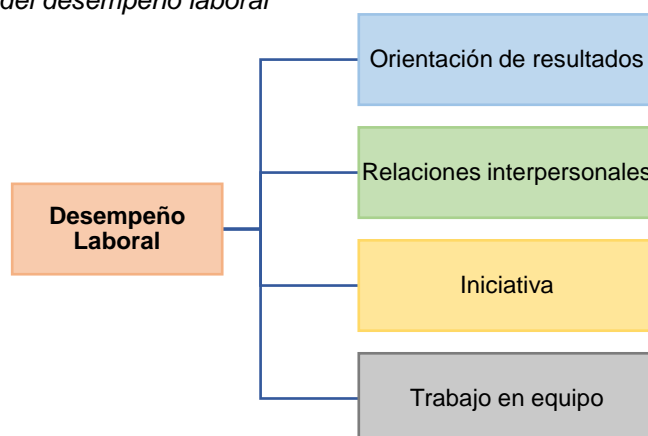 del desempeño laboral
Orientación de resultados
Relaciones interpersonales
Desempeño
Laboral
Iniciativa
Trabajo en equipo